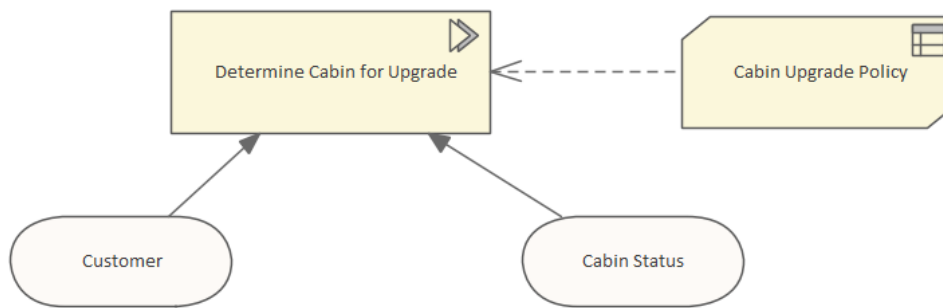 Determine Cabin for Upgrade
Cabin Upgrade Policy
Customer
Cabin Status